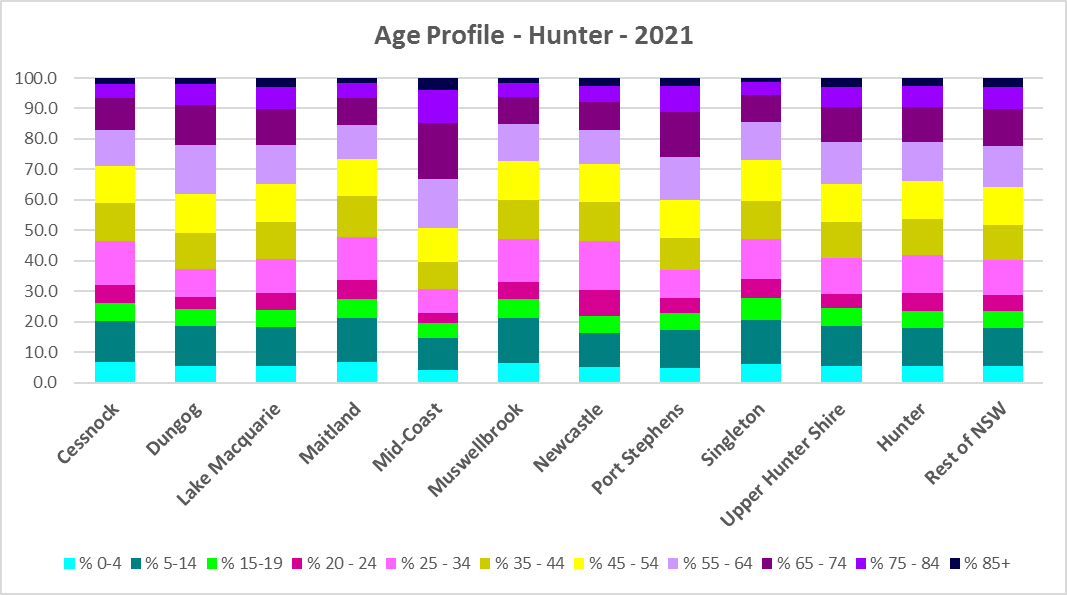 Age Profile - Hunter - 2021
100.0
90.0
80.0
70.0
60.0
50.0
40.0
30.0
20.0
10.0
0.0
Cessnock
Dungog
Lake Macquarie
Maitland
Mid-Coast
Muswellbrook
Newcastle
Port Stephens
Singleton
Upper Hunter Shire
Hunter
Rest of NSW
% 0-4 % 5-14 % 15-19 % 20 - 24 % 25 - 34 % 35 - 44 % 45 - 54 % 55 - 64 % 65 - 74 % 75 - 84 % 85+